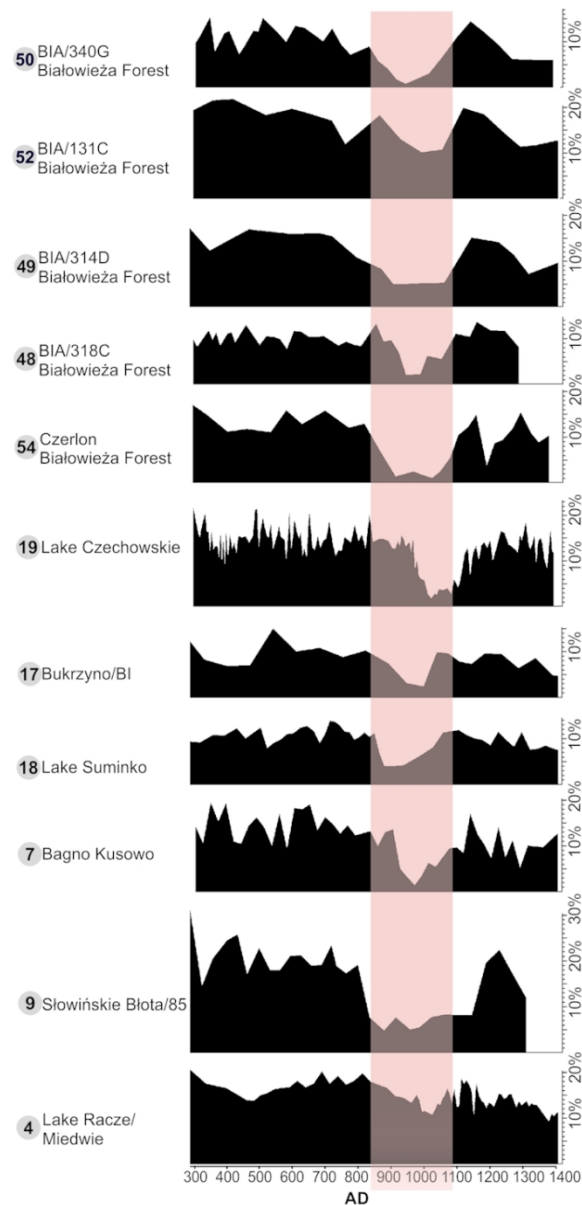 50 BIA/340G
Białowieża Forest
10%
52 BIA/131C
Białowieża Forest
20%
10%
49 BIA/314D
Białowieża Forest
20%
10%
48 BIA/318C
Białowieża Forest
10%
54 Czerlon
Białowieża Forest
20%
10%
19 Lake Czechowskie
20%
10%
17 Bukrzyno/BI
10%
18 Lake Suminko
10%
7 Bagno Kusowo
20%
10%
9 Słowińskie Błota/85
30%
20%
10%
4 Lake Racze/
Miedwie
20%
10%
300 400 500 600 700 800 900 1000 1100 1200 1300 1400
AD